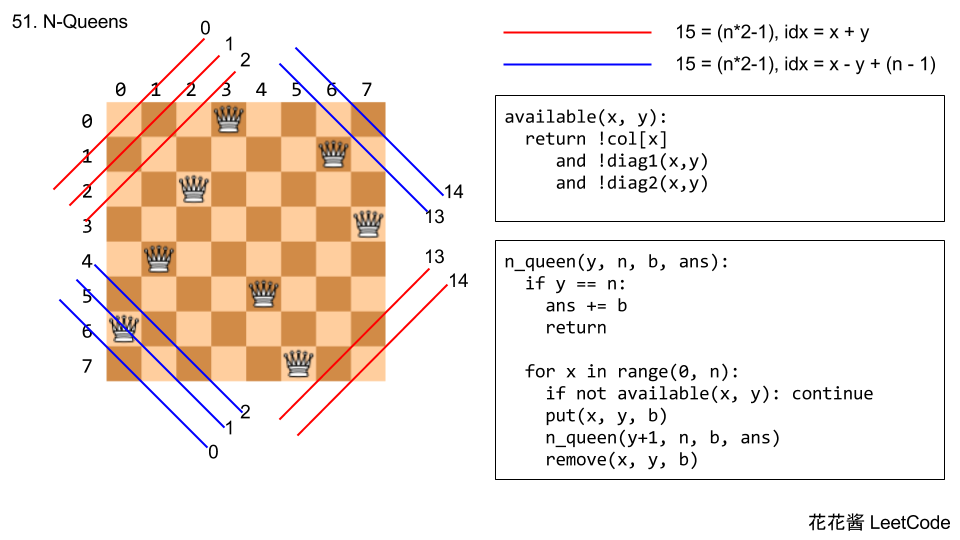 51. N-Queens
0
1
2
0 1 2 3 4 5 6 7
0
1
2
3
4
5
6
7
14
13
13
14
2
1
0
15 = (n*2-1), idx = x + y
15 = (n*2-1), idx = x - y + (n - 1)
available(x, y):
return !col[x]
and !diag1(x,y)
and !diag2(x,y)
n_queen(y, n, b, ans):
if y == n:
ans += b
return
for x in range(0, n):
if not available(x, y): continue
put(x, y, b)
n_queen(y+1, n, b, ans)
remove(x, y, b)
花花酱 LeetCode